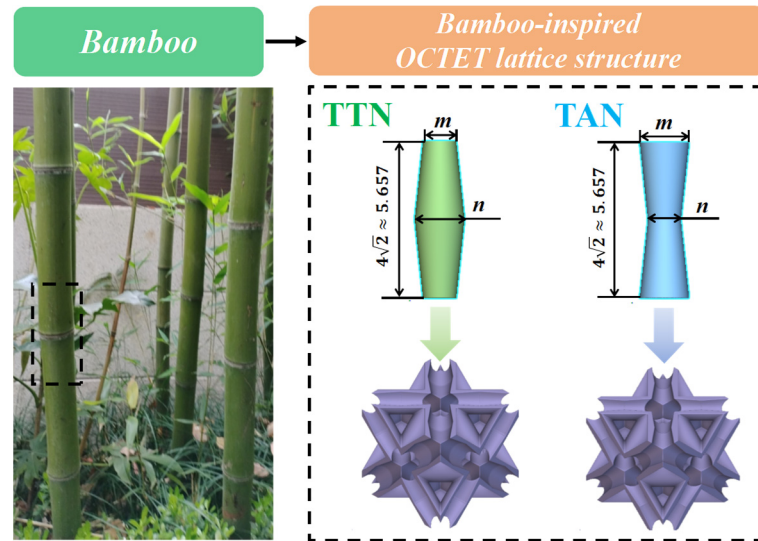 Bamboo
Bamboo-inspired
OCTET lattice structure
TTN
m
n
4√2 ≈ 5.657
TAN
m
n
4√2 ≈ 5.657